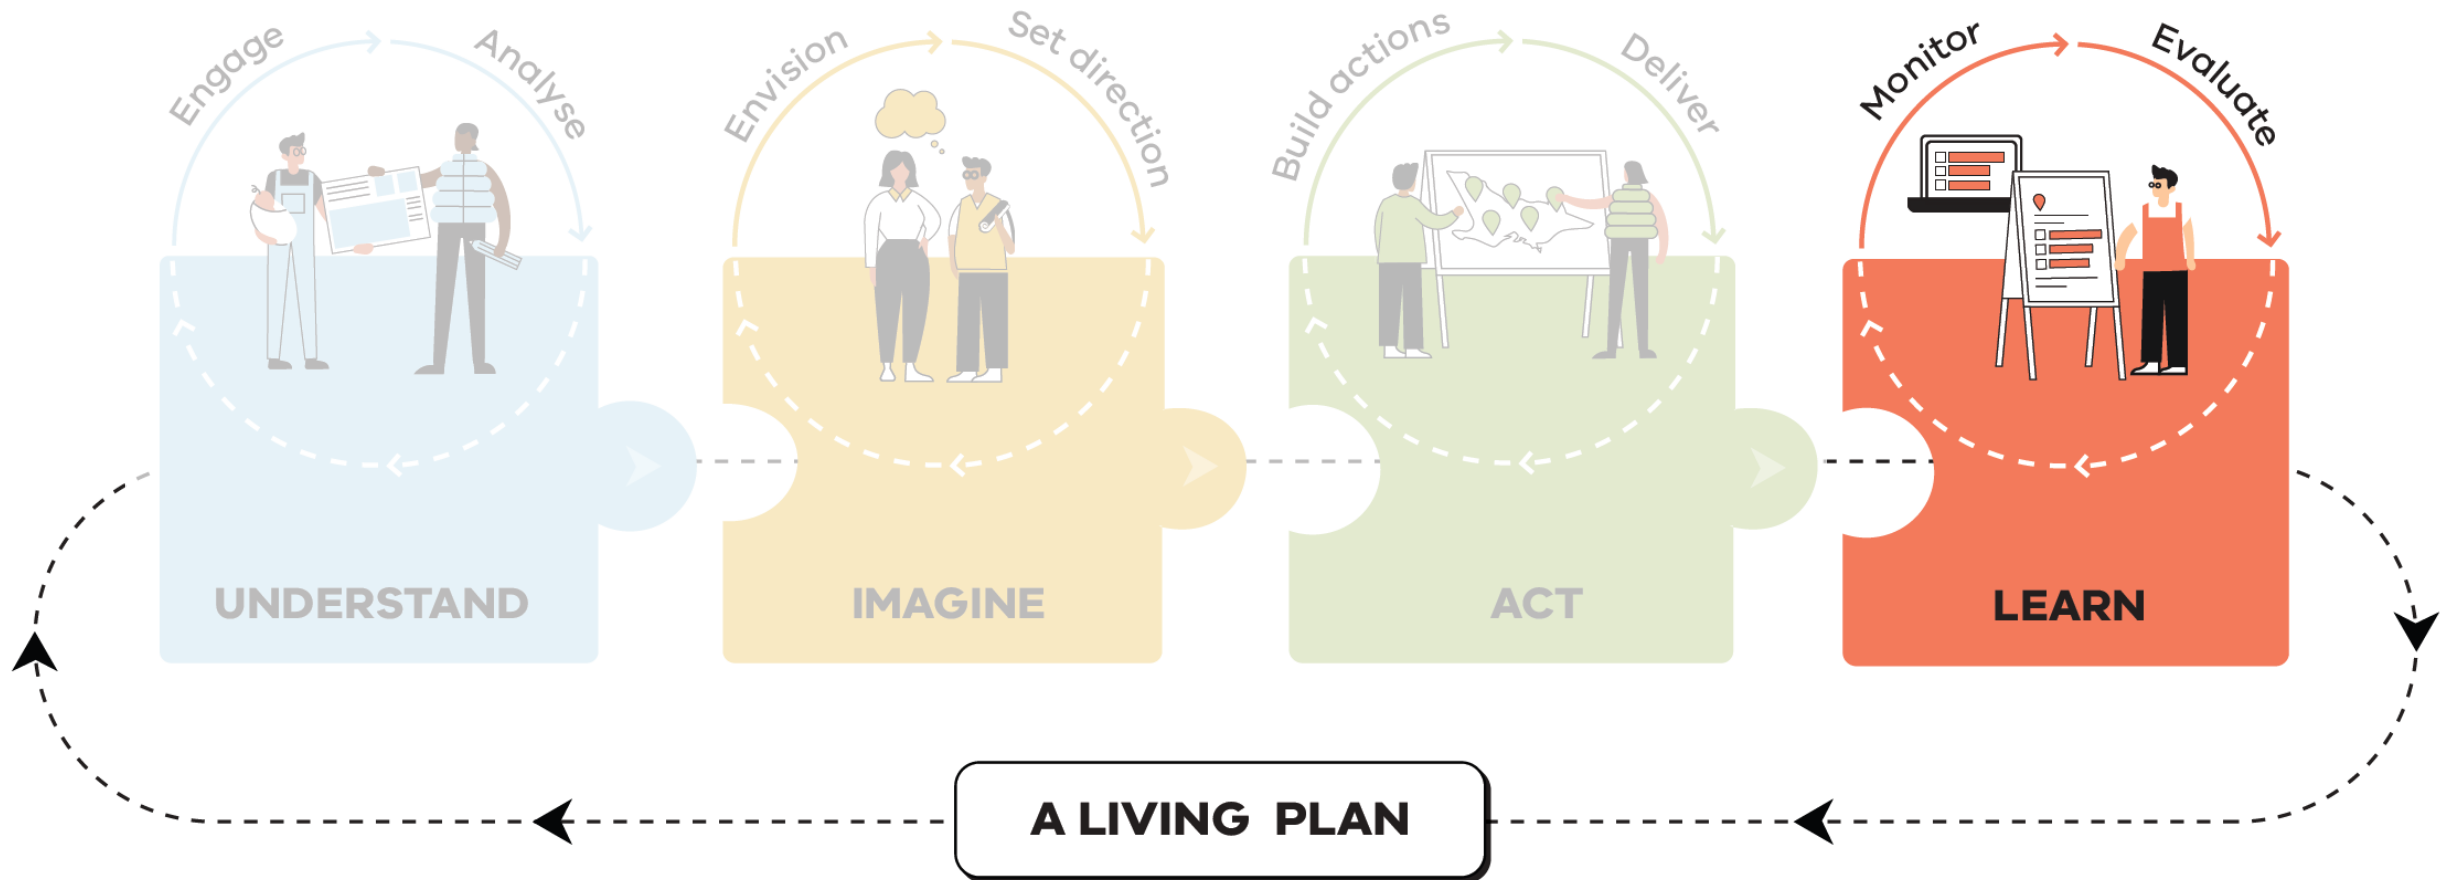 Engage
Analyse
Envision
Set direction
Build actions
Deliver
Monitor
Evaluate
UNDERSTAND
IMAGINE
ACT
LEARN
A LIVING PLAN